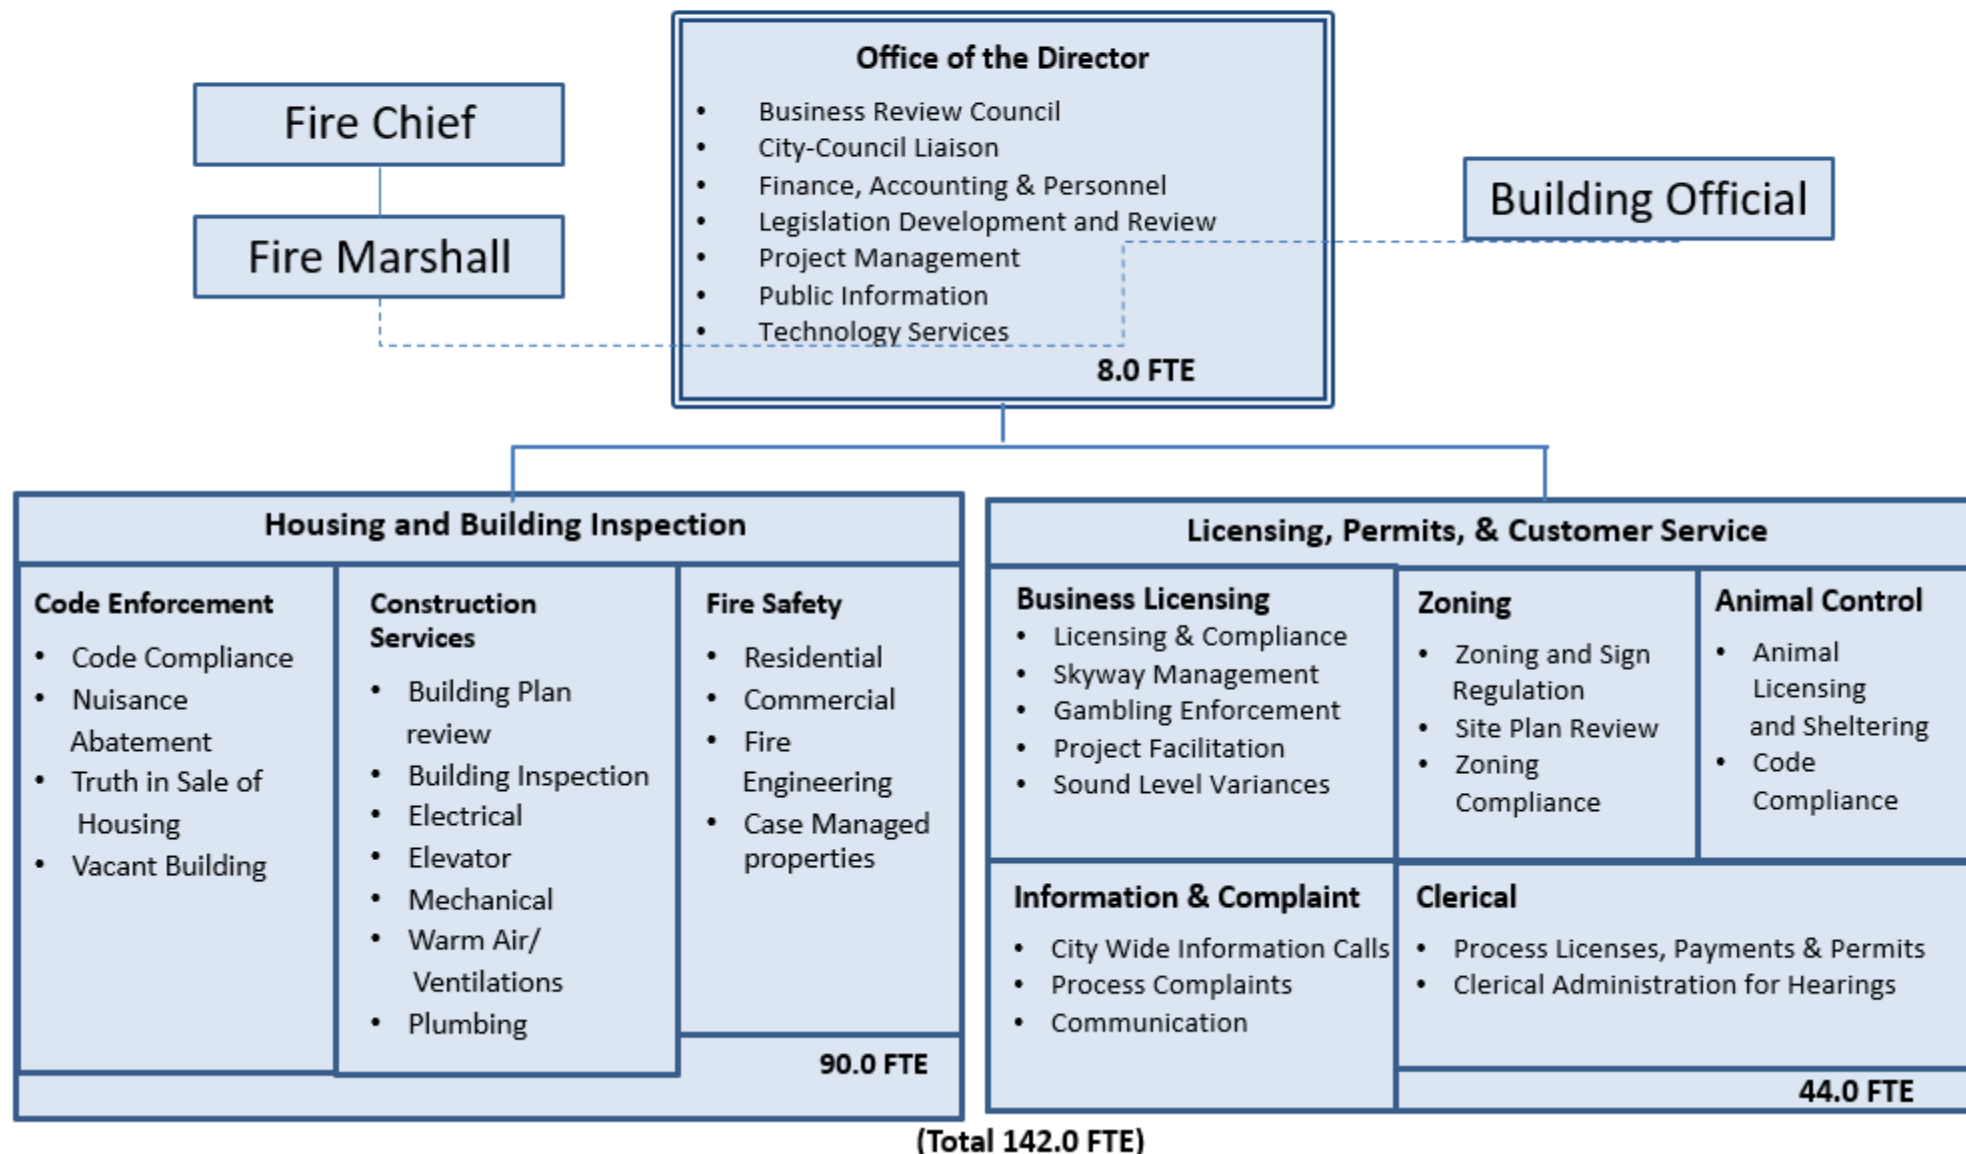 Office of the Director
• Business Review Council
• City-Council Liaison
• Finance, Accounting & Personnel
• Legislation Development and Review
• Project Management
• Public Information
• Technology Services
8.0 FTE
Fire Chief
Fire Marshall
Building Official
Housing and Building Inspection
Code Enforcement
• Code Compliance
• Nuisance
Abatement
• Truth in Sale of
Housing
• Vacant Building
Construction
Services
• Building Plan
review
• Building Inspection
• Electrical
• Elevator
• Mechanical
• Warm Air/
Ventilations
• Plumbing
Fire Safety
• Residential
• Commercial
• Fire
Engineering
• Case Managed
properties
90.0 FTE
Licensing, Permits, & Customer Service
Business Licensing
• Licensing & Compliance
• Skyway Management
• Gambling Enforcement
• Project Facilitation
• Sound Level Variances
Zoning
• Zoning and Sign
Regulation
• Site Plan Review
• Zoning
Compliance
Animal Control
• Animal
Licensing
and Sheltering
• Code
Compliance
Information & Complaint
• City Wide Information Calls
• Process Complaints
• Communication
Clerical
• Process Licenses, Payments & Permits
• Clerical Administration for Hearings
44.0 FTE
(Total 142.0 FTE)